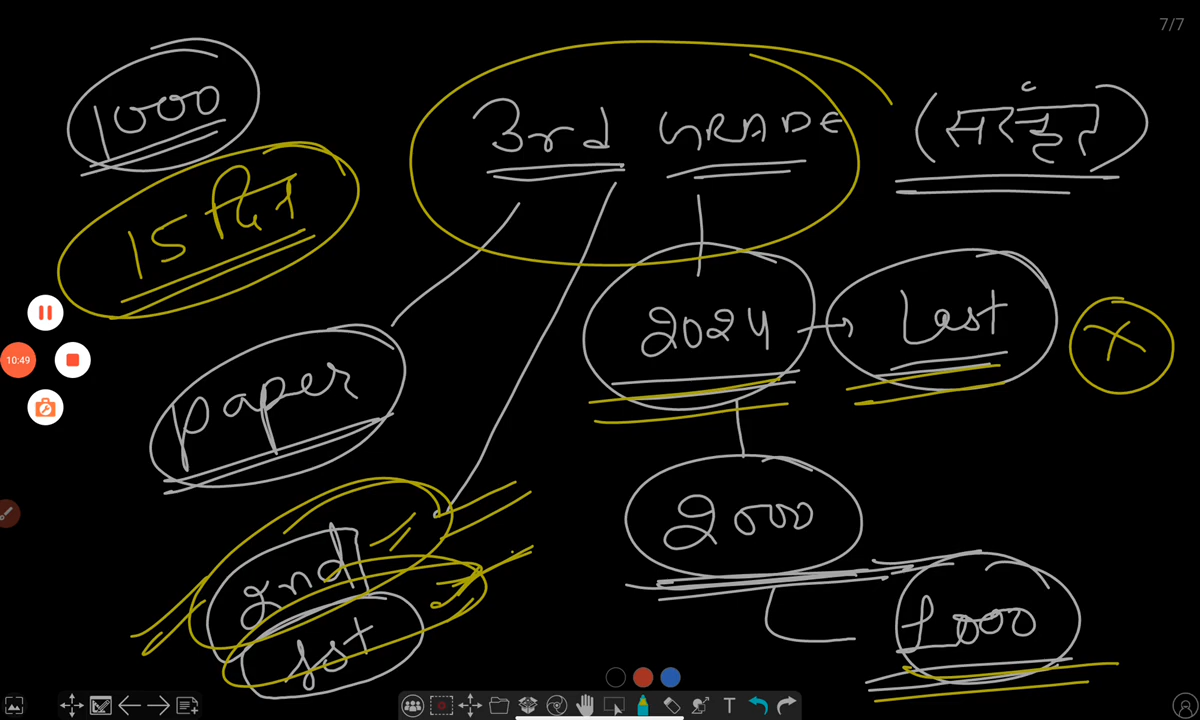 7/7
1000
3rd GRADE
15 दिन
2024 → Last
X
10:49
paper
2000
2nd
1st
1000
T